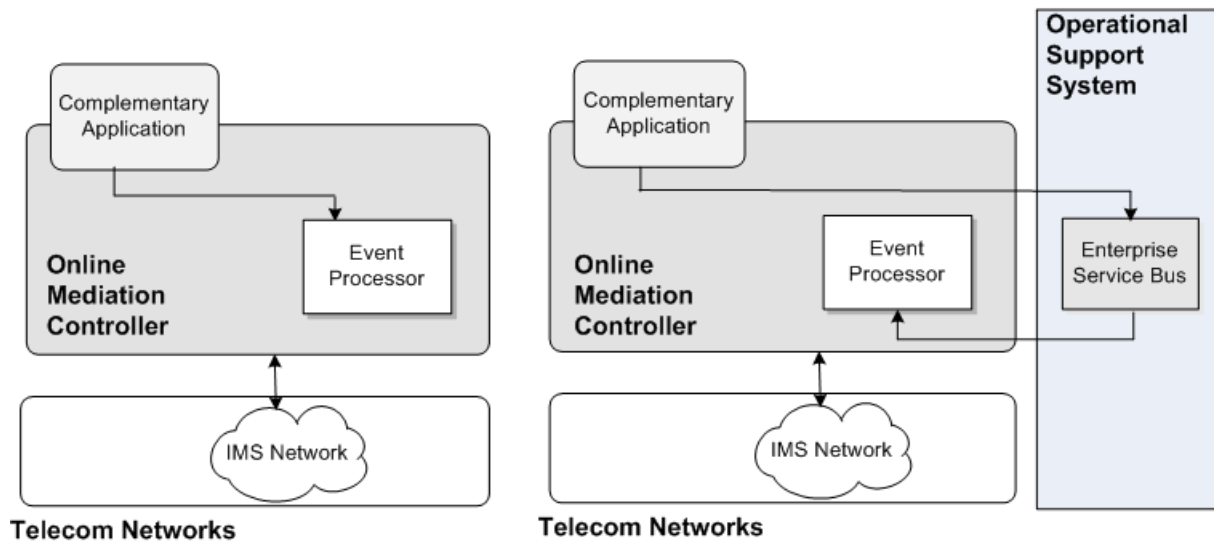 Complementary
Application
Event
Processor
Online
Mediation
Controller
IMS Network
Telecom Networks
Complementary
Application
Event
Processor
Online
Mediation
Controller
IMS Network
Telecom Networks
Operational
Support
System
Enterprise
Service Bus